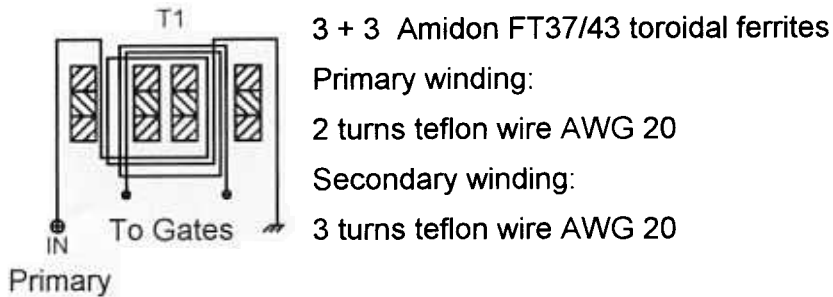 T1
3 + 3 Amidon FT37/43 toroidal ferrites
Primary winding:
2 turns teflon wire AWG 20
Secondary winding:
To Gates
3 turns teflon wire AWG 20
IN
Primary